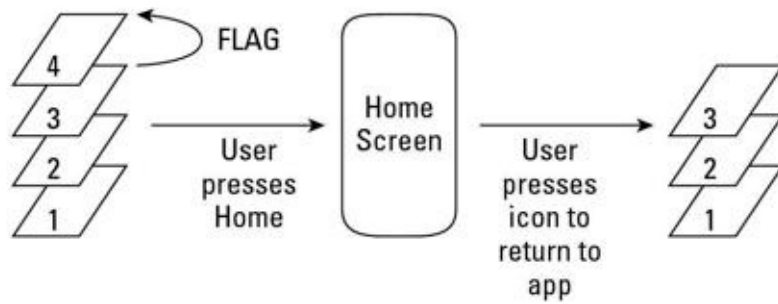 4
3
2
1
FLAG
User
presses
Home
Home
Screen
User
presses
icon to
return to
app
3
2
1